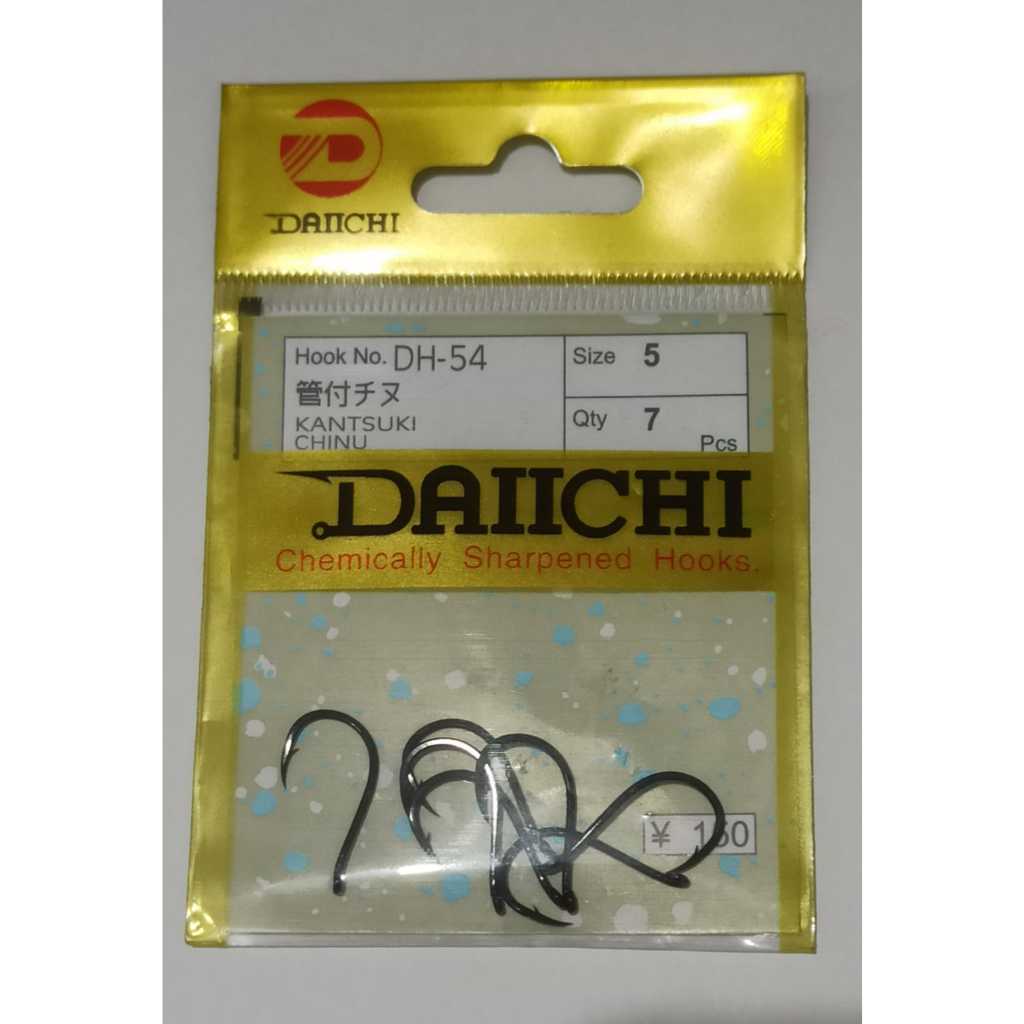 DAIICHI
Hook No. DH-54
管付チヌ
KANTSUKI
CHINU
Size 5
Qty 7
Pcs
DAIICHI
Chemically Sharpened Hooks.
¥ 160